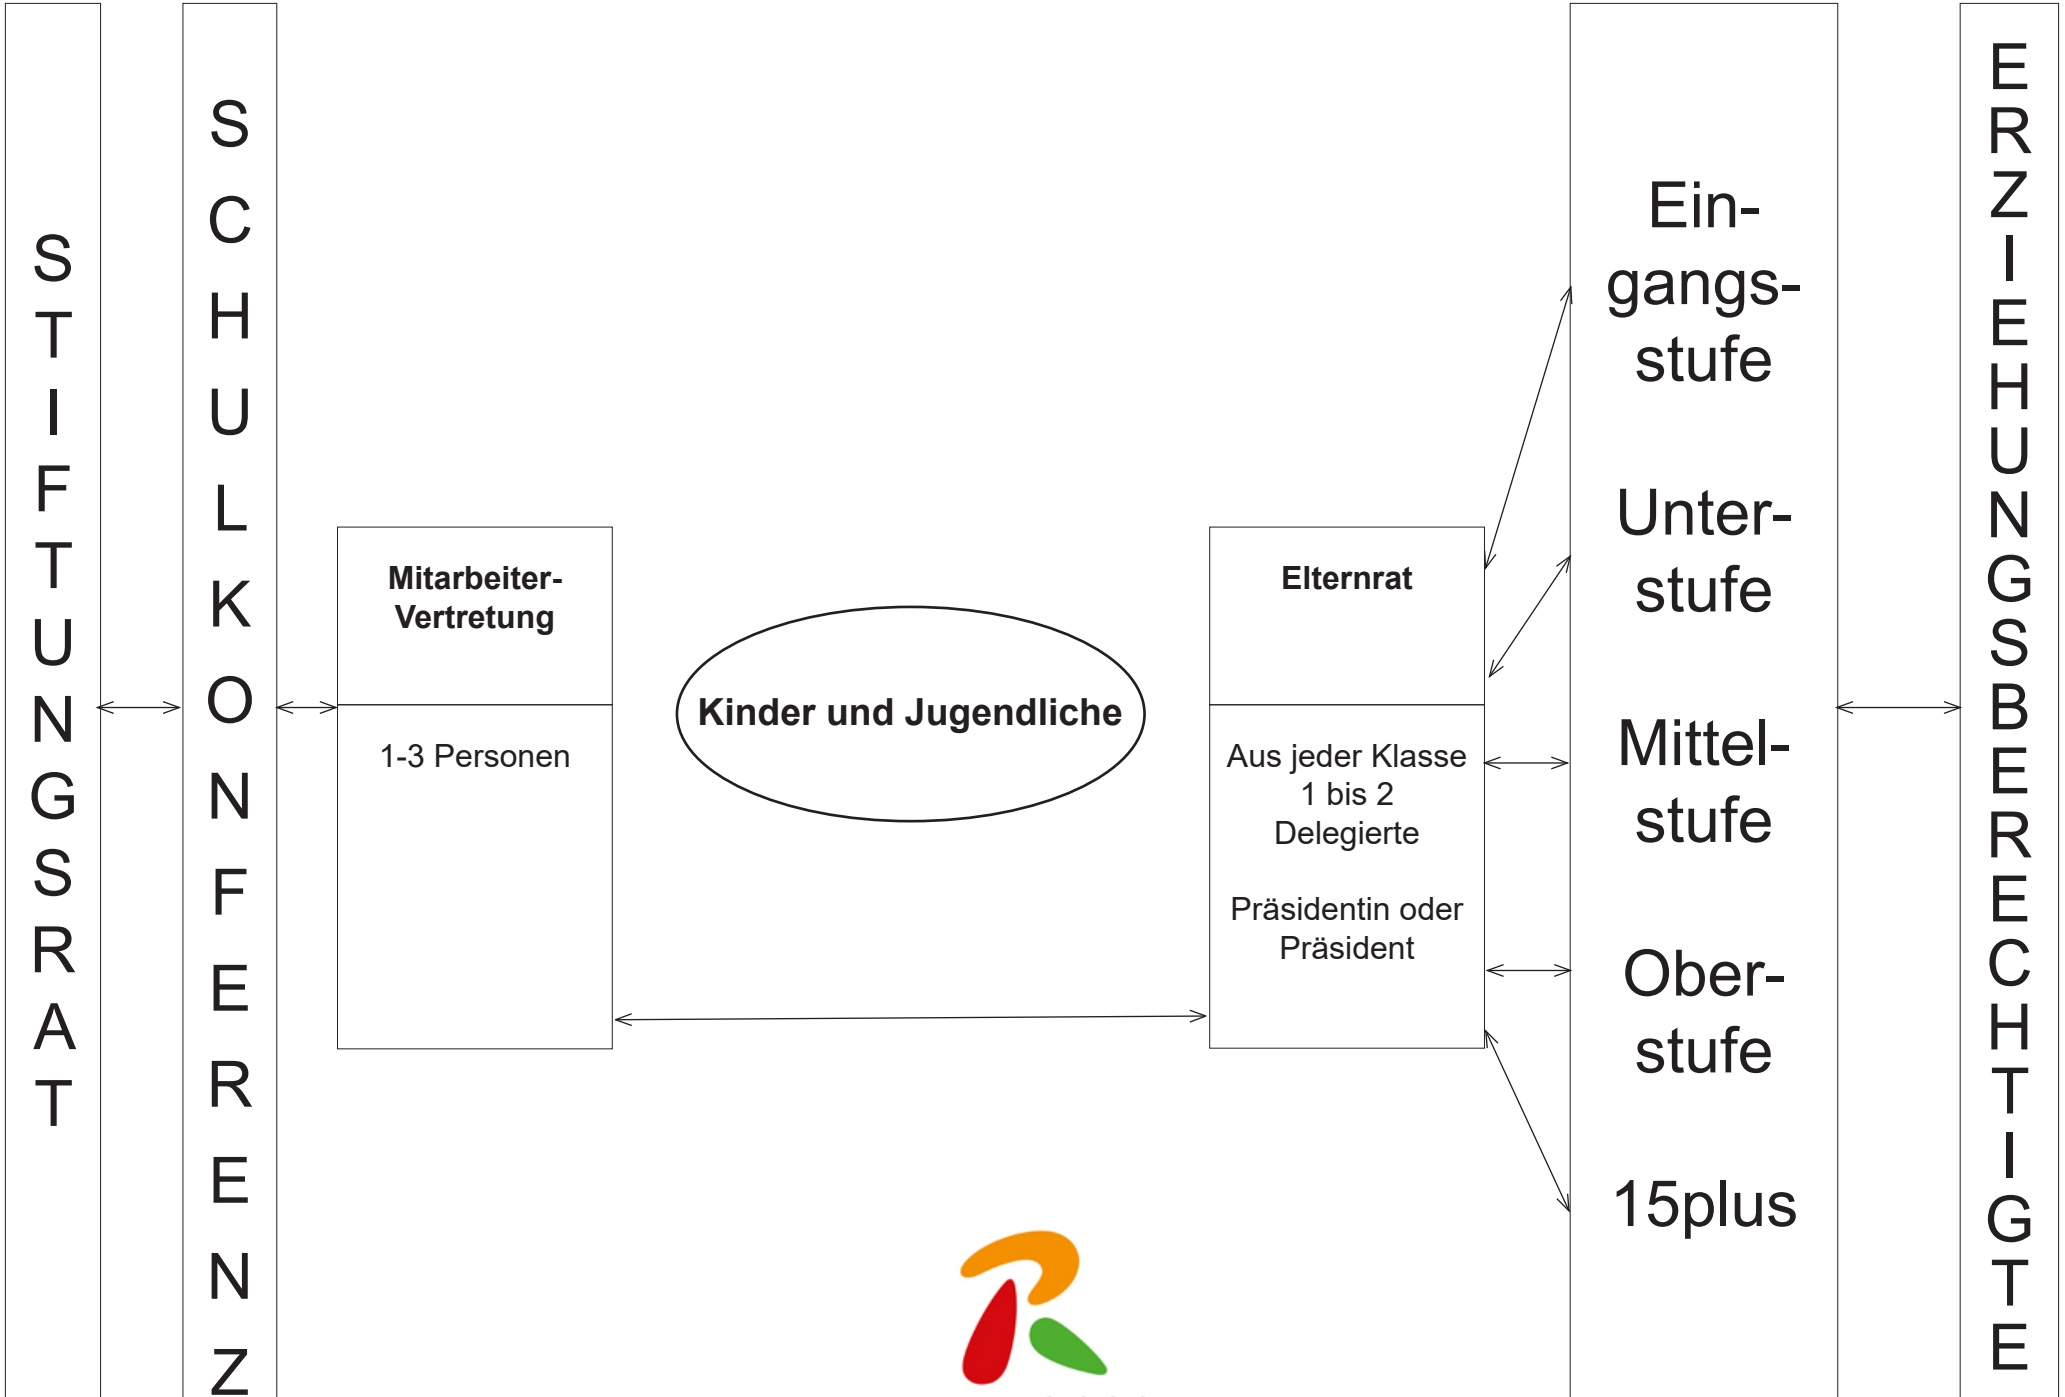 STIFTUNGSRAT
SCHULKONFERENZ
Mitarbeiter-
Vertretung
1-3 Personen
Kinder und Jugendliche
Elternrat
Aus jeder Klasse
1 bis 2
Delegierte
Präsidentin oder
Präsident
Ein-
gangs-
stufe
Unter-
stufe
Mittel-
stufe
Ober-
stufe
15plus
ERZIEHUNGSBERECHTIGTE